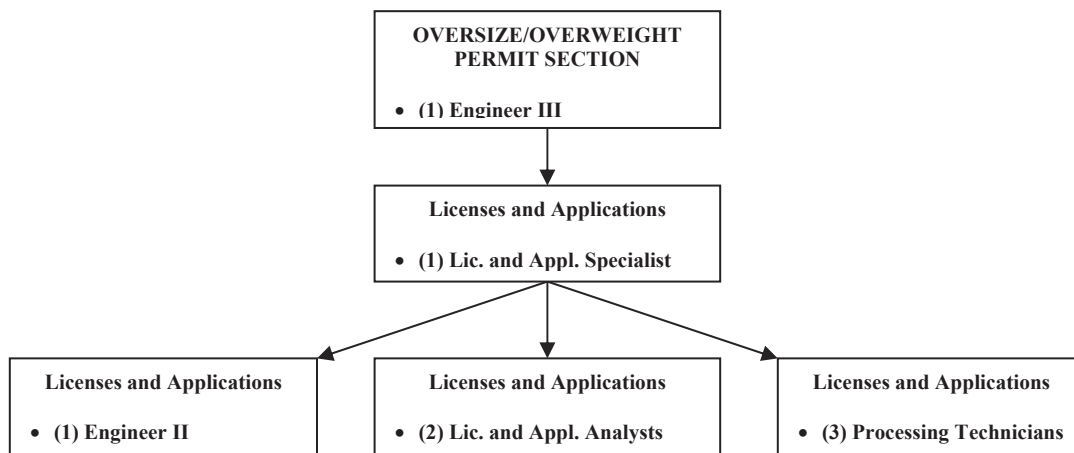 OVERSIZE/OVERWEIGHT
PERMIT SECTION
• (1) Engineer III
Licenses and Applications
• (1) Lic. and Appl. Specialist
Licenses and Applications
• (1) Engineer II
Licenses and Applications
• (2) Lic. and Appl. Analysts
Licenses and Applications
• (3) Processing Technicians